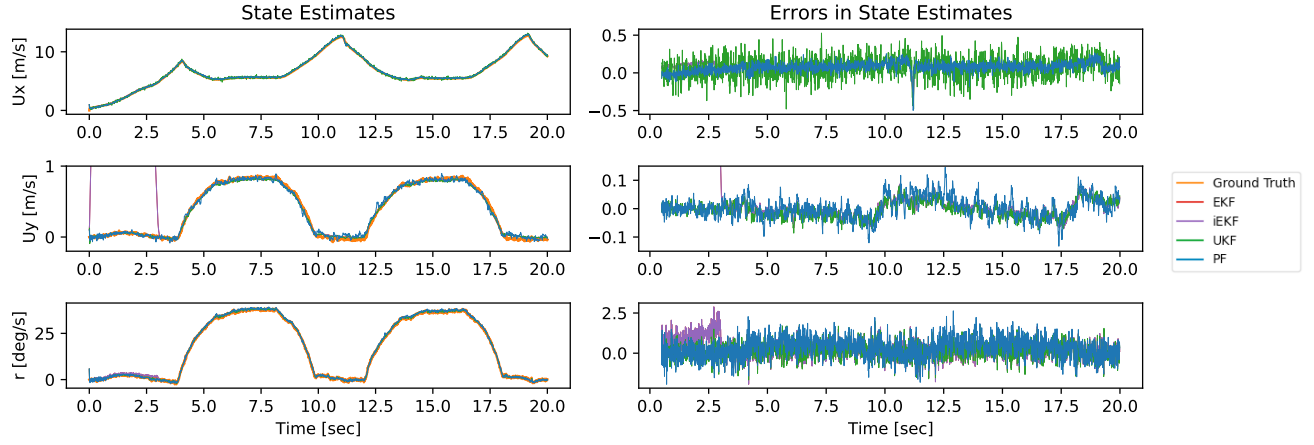 State Estimates
Ux [m/s]
10
0
0.0 2.5 5.0 7.5 10.0 12.5 15.0 17.5 20.0
Errors in State Estimates
0.5
0.0
−0.5
0.0 2.5 5.0 7.5 10.0 12.5 15.0 17.5 20.0
Uy [m/s]
1
0
0.0 2.5 5.0 7.5 10.0 12.5 15.0 17.5 20.0
0.1
0.0
−0.1
0.0 2.5 5.0 7.5 10.0 12.5 15.0 17.5 20.0
r [deg/s]
25
0
0.0 2.5 5.0 7.5 10.0 12.5 15.0 17.5 20.0
Time [sec]
2.5
0.0
0.0 2.5 5.0 7.5 10.0 12.5 15.0 17.5 20.0
Time [sec]
Ground Truth
EKF
iEKF
UKF
PF